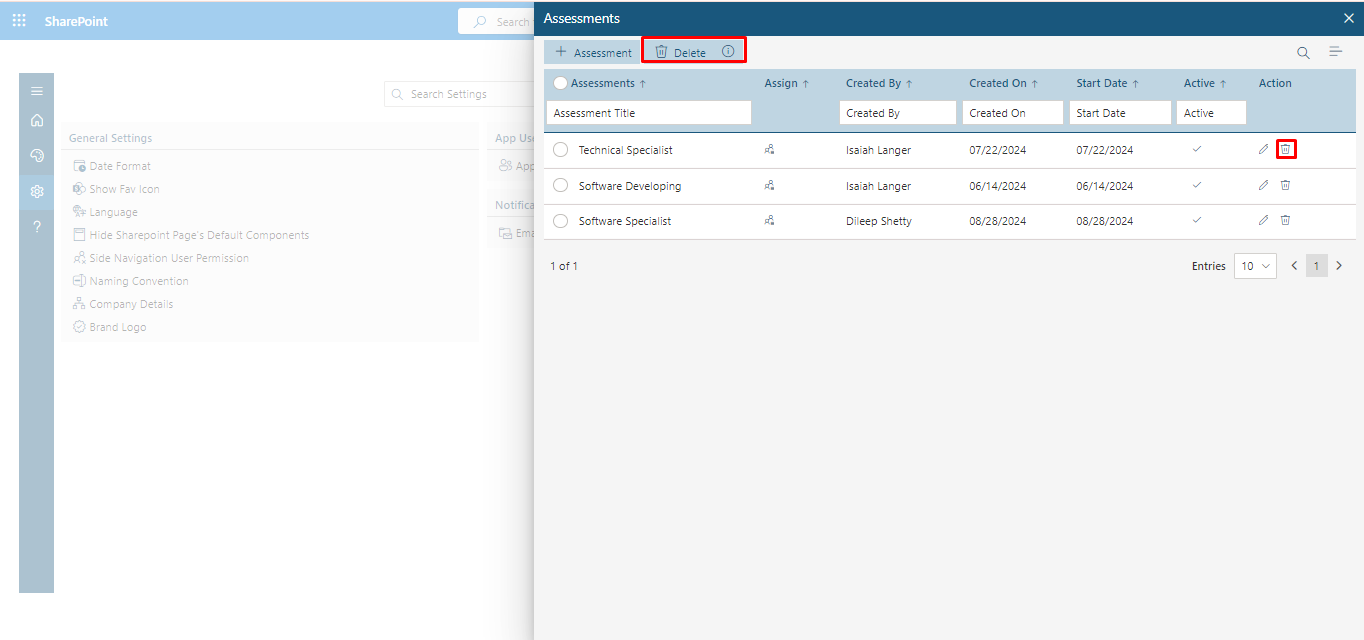 SharePoint
Search
Assessments
Assessment
Delete
Assessments Assign Created By Created On Start Date Active Action
Assessment Title Created By Created On Start Date Active
Technical Specialist Isaiah Langer 07/22/2024 07/22/2024
Software Developing Isaiah Langer 06/14/2024 06/14/2024
Software Specialist Dileep Shetty 08/28/2024 08/28/2024
1 of 1
Entries 10 1
Search Settings
General Settings
Date Format
Show Fav Icon
Language
Hide Sharepoint Page's Default Components
Side Navigation User Permission
Naming Convention
Company Details
Brand Logo
App
App